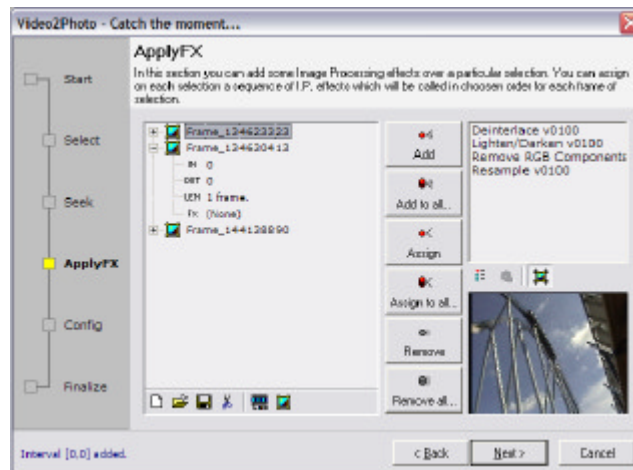 Video2Photo - Catch the moment...
ApplyFX
In this section you can add some Image Processing effects over a particular selection. You can assign
on each selection a sequence of I.P. effects which will be called in choosen order for each frame of
selection.
Start
Select
Seek
ApplyFX
Config
Finalize
Frame_134623323
Frame_134630413
IN 0
OUT 0
LEN 1 frame.
Fx (None)
Frame_144138890
Add
Add to all...
Assign
Assign to all...
Remove
Remove all...
Deinterlace v0100
Lighten/Darken v0100
Remove RGB Components
Resample v0100
Interval [0,0] added.
< Back
Next >
Cancel